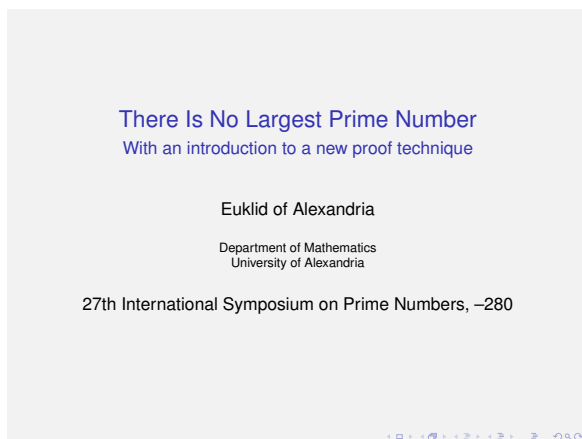 There Is No Largest Prime Number
With an introduction to a new proof technique
Euklid of Alexandria
Department of Mathematics
University of Alexandria
27th International Symposium on Prime Numbers, –280